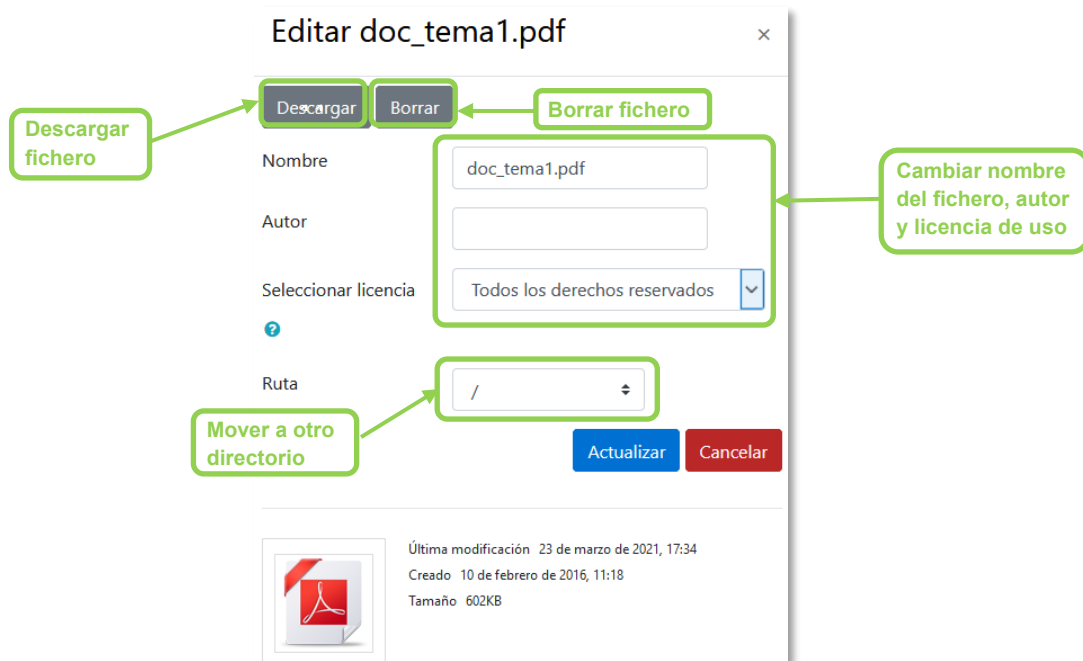 Editar doc_tema1.pdf
×
Descargar
Borrar
Borrar fichero
Descargar
fichero
Nombre
doc_tema1.pdf
Cambiar nombre
del fichero, autor
y licencia de uso
Autor
Seleccionar licencia
Todos los derechos reservados
?
Ruta
/
Mover a otro
directorio
Actualizar
Cancelar
Última modificación 23 de marzo de 2021, 17:34
Creado 10 de febrero de 2016, 11:18
Tamaño 602KB